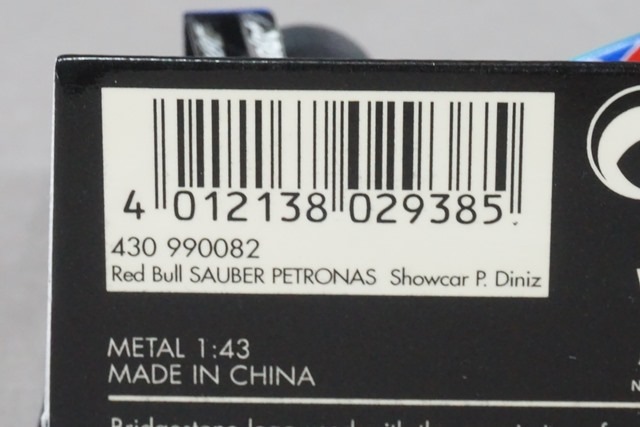 4 012138 029385
430 990082
Red Bull SAUBER PETRONAS Showcar P. Diniz
METAL 1:43
MADE IN CHINA